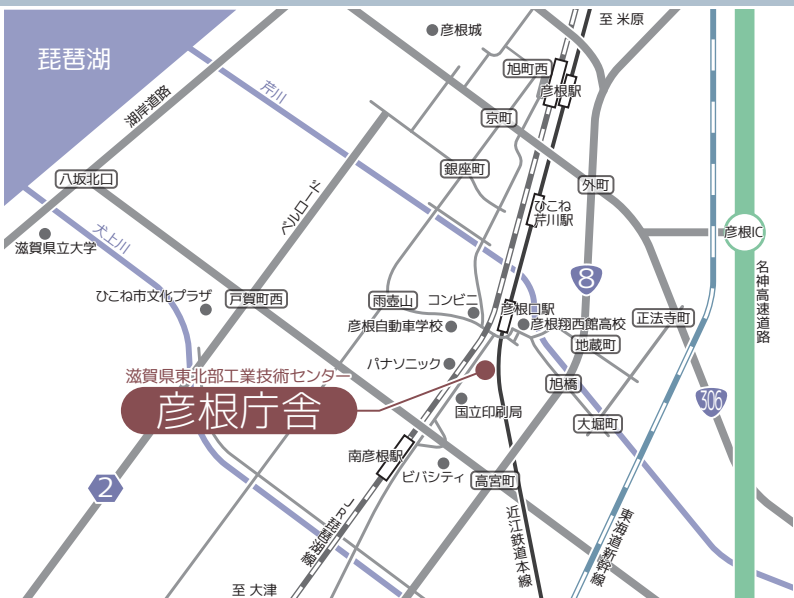 至 米原
彦根城
琵琶湖
旭町西
彦根駅
芹川
湖岸道路
京町
銀座町
八坂北口
外町
ベルロード
ひこね
芹川駅
彦根IC
滋賀県立大学
犬上川
8
名神高速道路
ひこね市文化プラザ
戸賀町西
雨壺山
コンビニ
彦根口駅
正法寺町
彦根自動車学校
彦根翔西館高校
地蔵町
パナソニック
滋賀県東北部工業技術センター
彦根庁舎
旭橋
306
国立印刷局
大堀町
南彦根駅
ビバシティ
高宮町
2
JR琵琶湖線
近江鉄道本線
東海道新幹線
至 大津